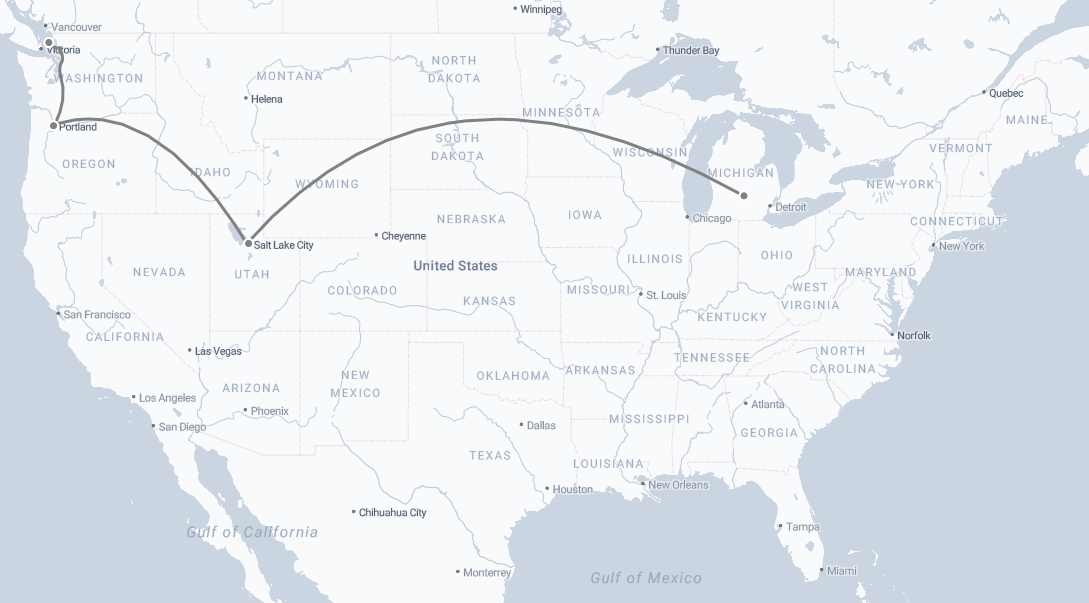 Winnipeg
Vancouver
Victoria
Thunder Bay
WASHINGTON
MONTANA
NORTH
DAKOTA
Helena
Quebec
MINNESOTA
MAINE
Portland
OREGON
SOUTH
DAKOTA
WISCONSIN
VERMONT
IDAHO
WYOMING
MICHIGAN
NEW YORK
Detroit
IOWA
Chicago
NEBRASKA
CONNECTICUT
Cheyenne
Salt Lake City
New York
United States
ILLINOIS
OHIO
NEVADA
UTAH
MARYLAND
COLORADO
MISSOURI
St. Louis
WEST
VIRGINIA
KANSAS
San Francisco
KENTUCKY
CALIFORNIA
Norfolk
Las Vegas
TENNESSEE
NORTH
CAROLINA
ARIZONA
NEW
MEXICO
OKLAHOMA
ARKANSAS
Los Angeles
Phoenix
Atlanta
San Diego
Dallas
MISSISSIPPI
GEORGIA
TEXAS
LOUISIANA
Houston
New Orleans
Chihuahua City
Gulf of California
Tampa
Monterrey
Gulf of Mexico
Miami